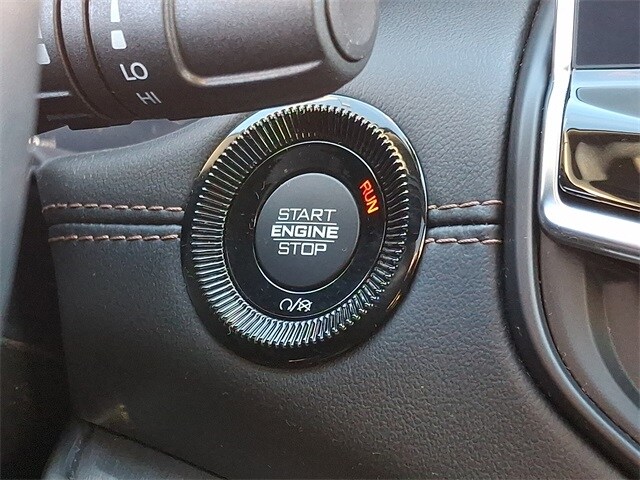 LO
HI
RUN
START
ENGINE
STOP